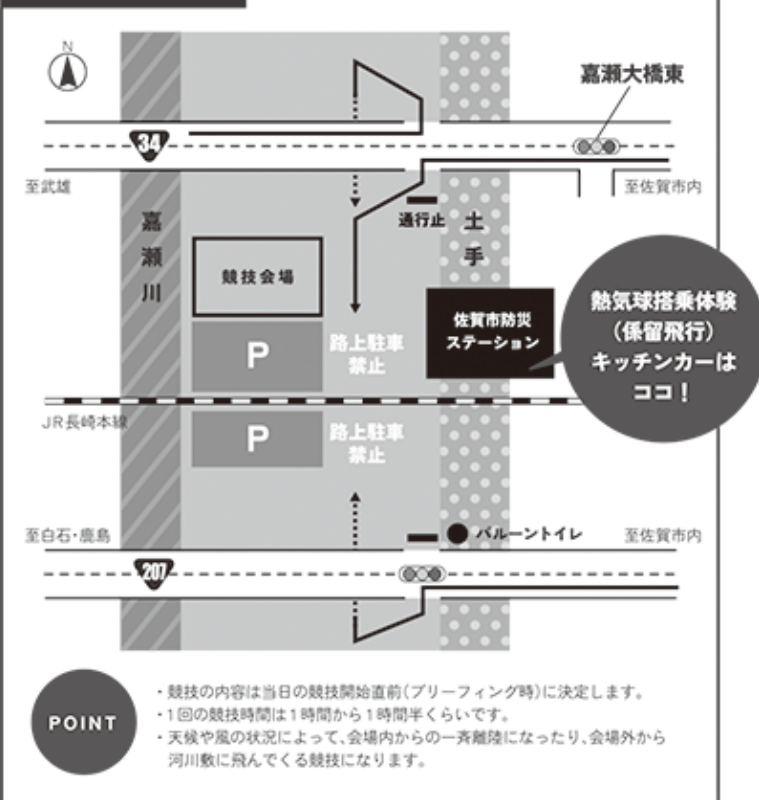 N
嘉瀬大橋東
34
至武雄
至佐賀市内
通行止
土手
嘉瀬川
競技会場
佐賀市防災
ステーション
熱気球搭乗体験
(係留飛行)
キッチンカーは
ココ!
P
路上駐車
禁止
JR長崎本線
P
路上駐車
禁止
至白石・鹿島
バルーントイレ
至佐賀市内
207
POINT
・競技の内容は当日の競技開始直前(ブリーフィング時)に決定します。
・1回の競技時間は1時間から1時間半くらいです。
・天候や風の状況によって、会場内からの一斉離陸になったり、会場外から
河川敷に飛んでくる競技になります。